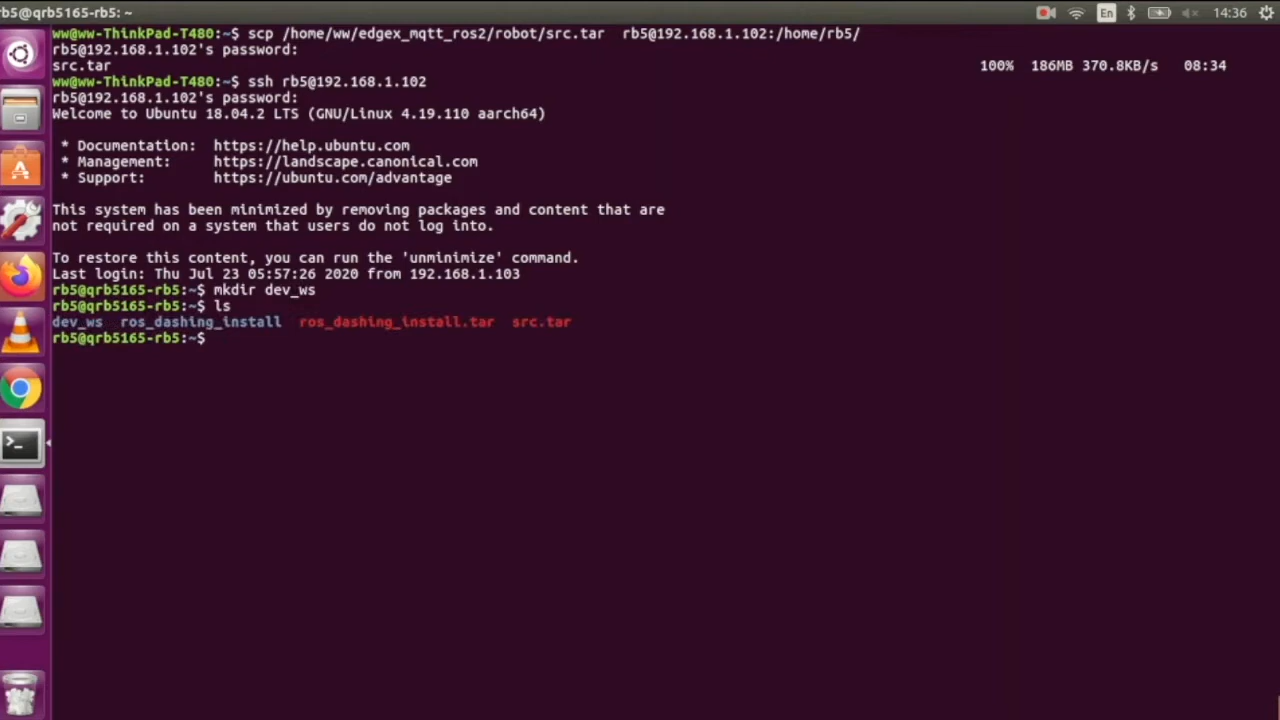 rb5@qrb5165-rb5: ~
En
14:36
ww@ww-ThinkPad-T480:~$ scp /home/ww/edgex_mqtt_ros2/robot/src.tar  rb5@192.168.1.102:/home/rb5/
rb5@192.168.1.102's password:
src.tar 100% 186MB 370.8KB/s 08:34
ww@ww-ThinkPad-T480:~$ ssh rb5@192.168.1.102
rb5@192.168.1.102's password:
Welcome to Ubuntu 18.04.2 LTS (GNU/Linux 4.19.110 aarch64)
* Documentation:  https://help.ubuntu.com
* Management:     https://landscape.canonical.com
* Support:        https://ubuntu.com/advantage
This system has been minimized by removing packages and content that are
not required on a system that users do not log into.
To restore this content, you can run the 'unminimize' command.
Last login: Thu Jul 23 05:57:26 2020 from 192.168.1.103
rb5@qrb5165-rb5:~$ mkdir dev_ws
rb5@qrb5165-rb5:~$ ls
dev_ws  ros_dashing_install  ros_dashing_install.tar  src.tar
rb5@qrb5165-rb5:~$